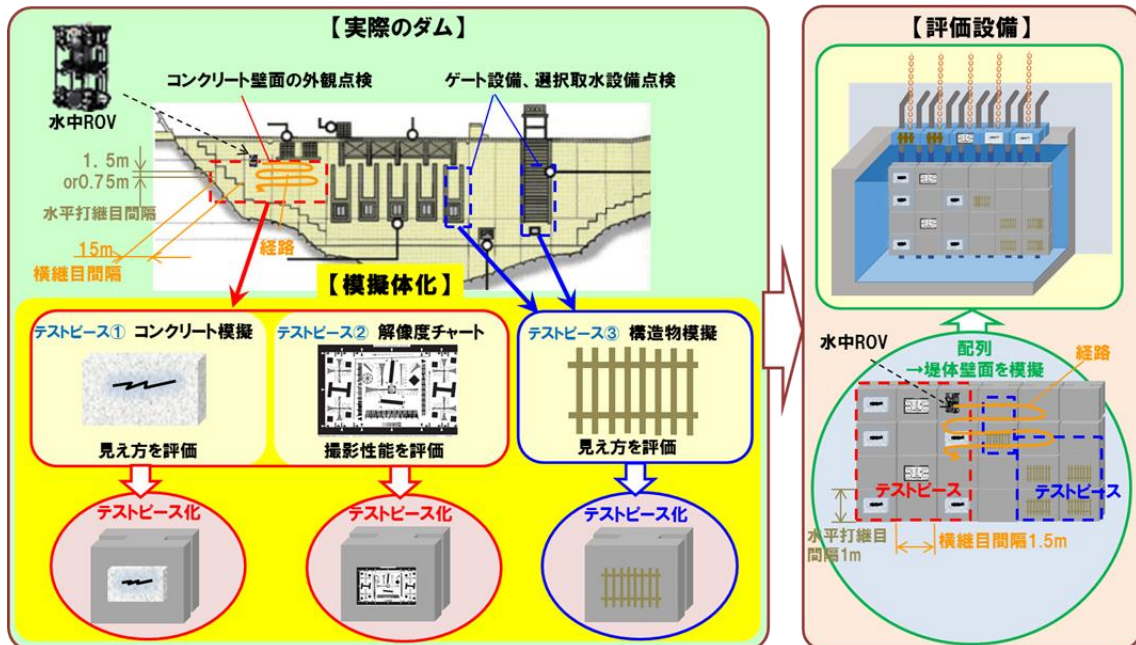 【実際のダム】
コンクリート壁面の外観点検
ゲート設備、選択取水設備点検
水中ROV
1.5m
or0.75m
水平打継目間隔
15m
横継目間隔
経路
【模擬体化】
テストピース① コンクリート模擬
見え方を評価
テストピース② 解像度チャート
撮影性能を評価
テストピース③ 構造物模擬
見え方を評価
テストピース化
テストピース化
テストピース化
【評価設備】
水中ROV
配列
→堤体壁面を模擬
経路
テストピース
テストピース
水平打継目
間隔1m
横継目間隔1.5m